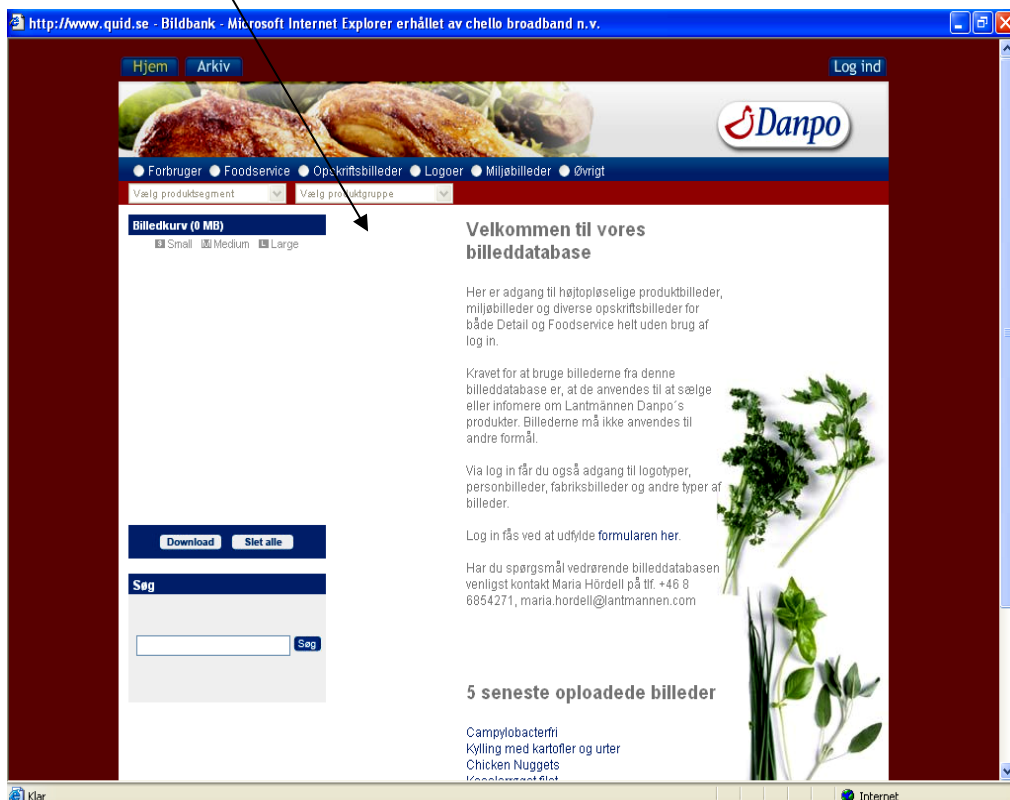 http://www.quid.se - Bildbank - Microsoft Internet Explorer erhållet av chello broadband n.v.
Hjem Arkiv Log ind
Danpo
Forbruger Foodservice Opskriftsbilleder Logoer Miljøbilleder Øvrigt
Vælg produktsegment Vælg produktgruppe
Billedkurv (0 MB)
S Small M Medium L Large
Velkommen til vores
billeddatabase
Her er adgang til højtopløselige produktbilleder,
miljøbilleder og diverse opskriftsbilleder for
både Detail og Foodservice helt uden brug af
log in.
Kravet for at bruge billederne fra denne
billeddatabase er, at de anvendes til at sælge
eller infomere om Lantmännen Danpo´s
produkter. Billederne må ikke anvendes til
andre formål.
Via log in får du også adgang til logotyper,
personbilleder, fabriksbilleder og andre typer af
billeder.
Log in fås ved at udfylde formularen her.
Har du spørgsmål vedrørende billeddatabasen
venligst kontakt Maria Hördell på tlf. +46 8
6854271, maria.hordell@lantmannen.com
Download Slet alle
Søg
Søg
5 seneste oploadede billeder
Campylobacterfri
Kylling med kartofler og urter
Chicken Nuggets
Klar Internet